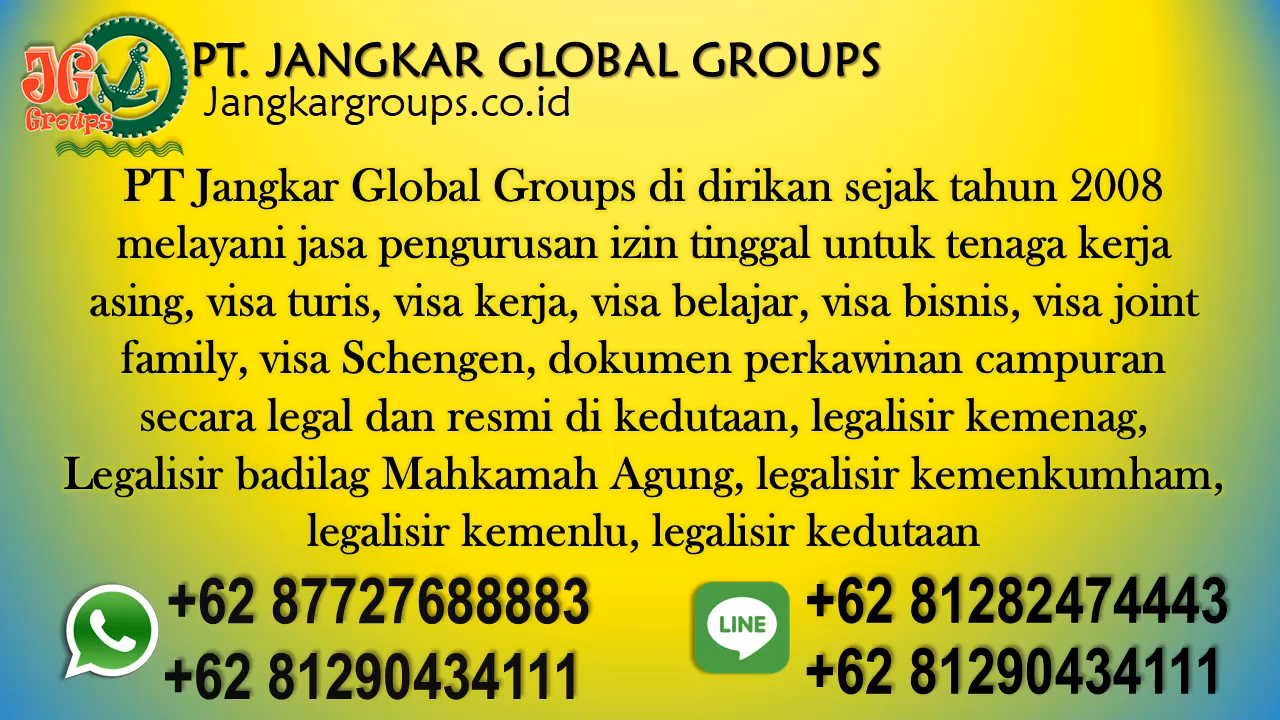 JG
Groups
PT. JANGKAR GLOBAL GROUPS
Jangkargroups.co.id
PT Jangkar Global Groups di dirikan sejak tahun 2008
melayani jasa pengurusan izin tinggal untuk tenaga kerja
asing, visa turis, visa kerja, visa belajar, visa bisnis, visa joint
family, visa Schengen, dokumen perkawinan campuran
secara legal dan resmi di kedutaan, legalisir kemenag,
Legalisir badilag Mahkamah Agung, legalisir kemenkumham,
legalisir kemenlu, legalisir kedutaan
+62 87727688883
+62 81290434111
LINE
+62 81282474443
+62 81290434111